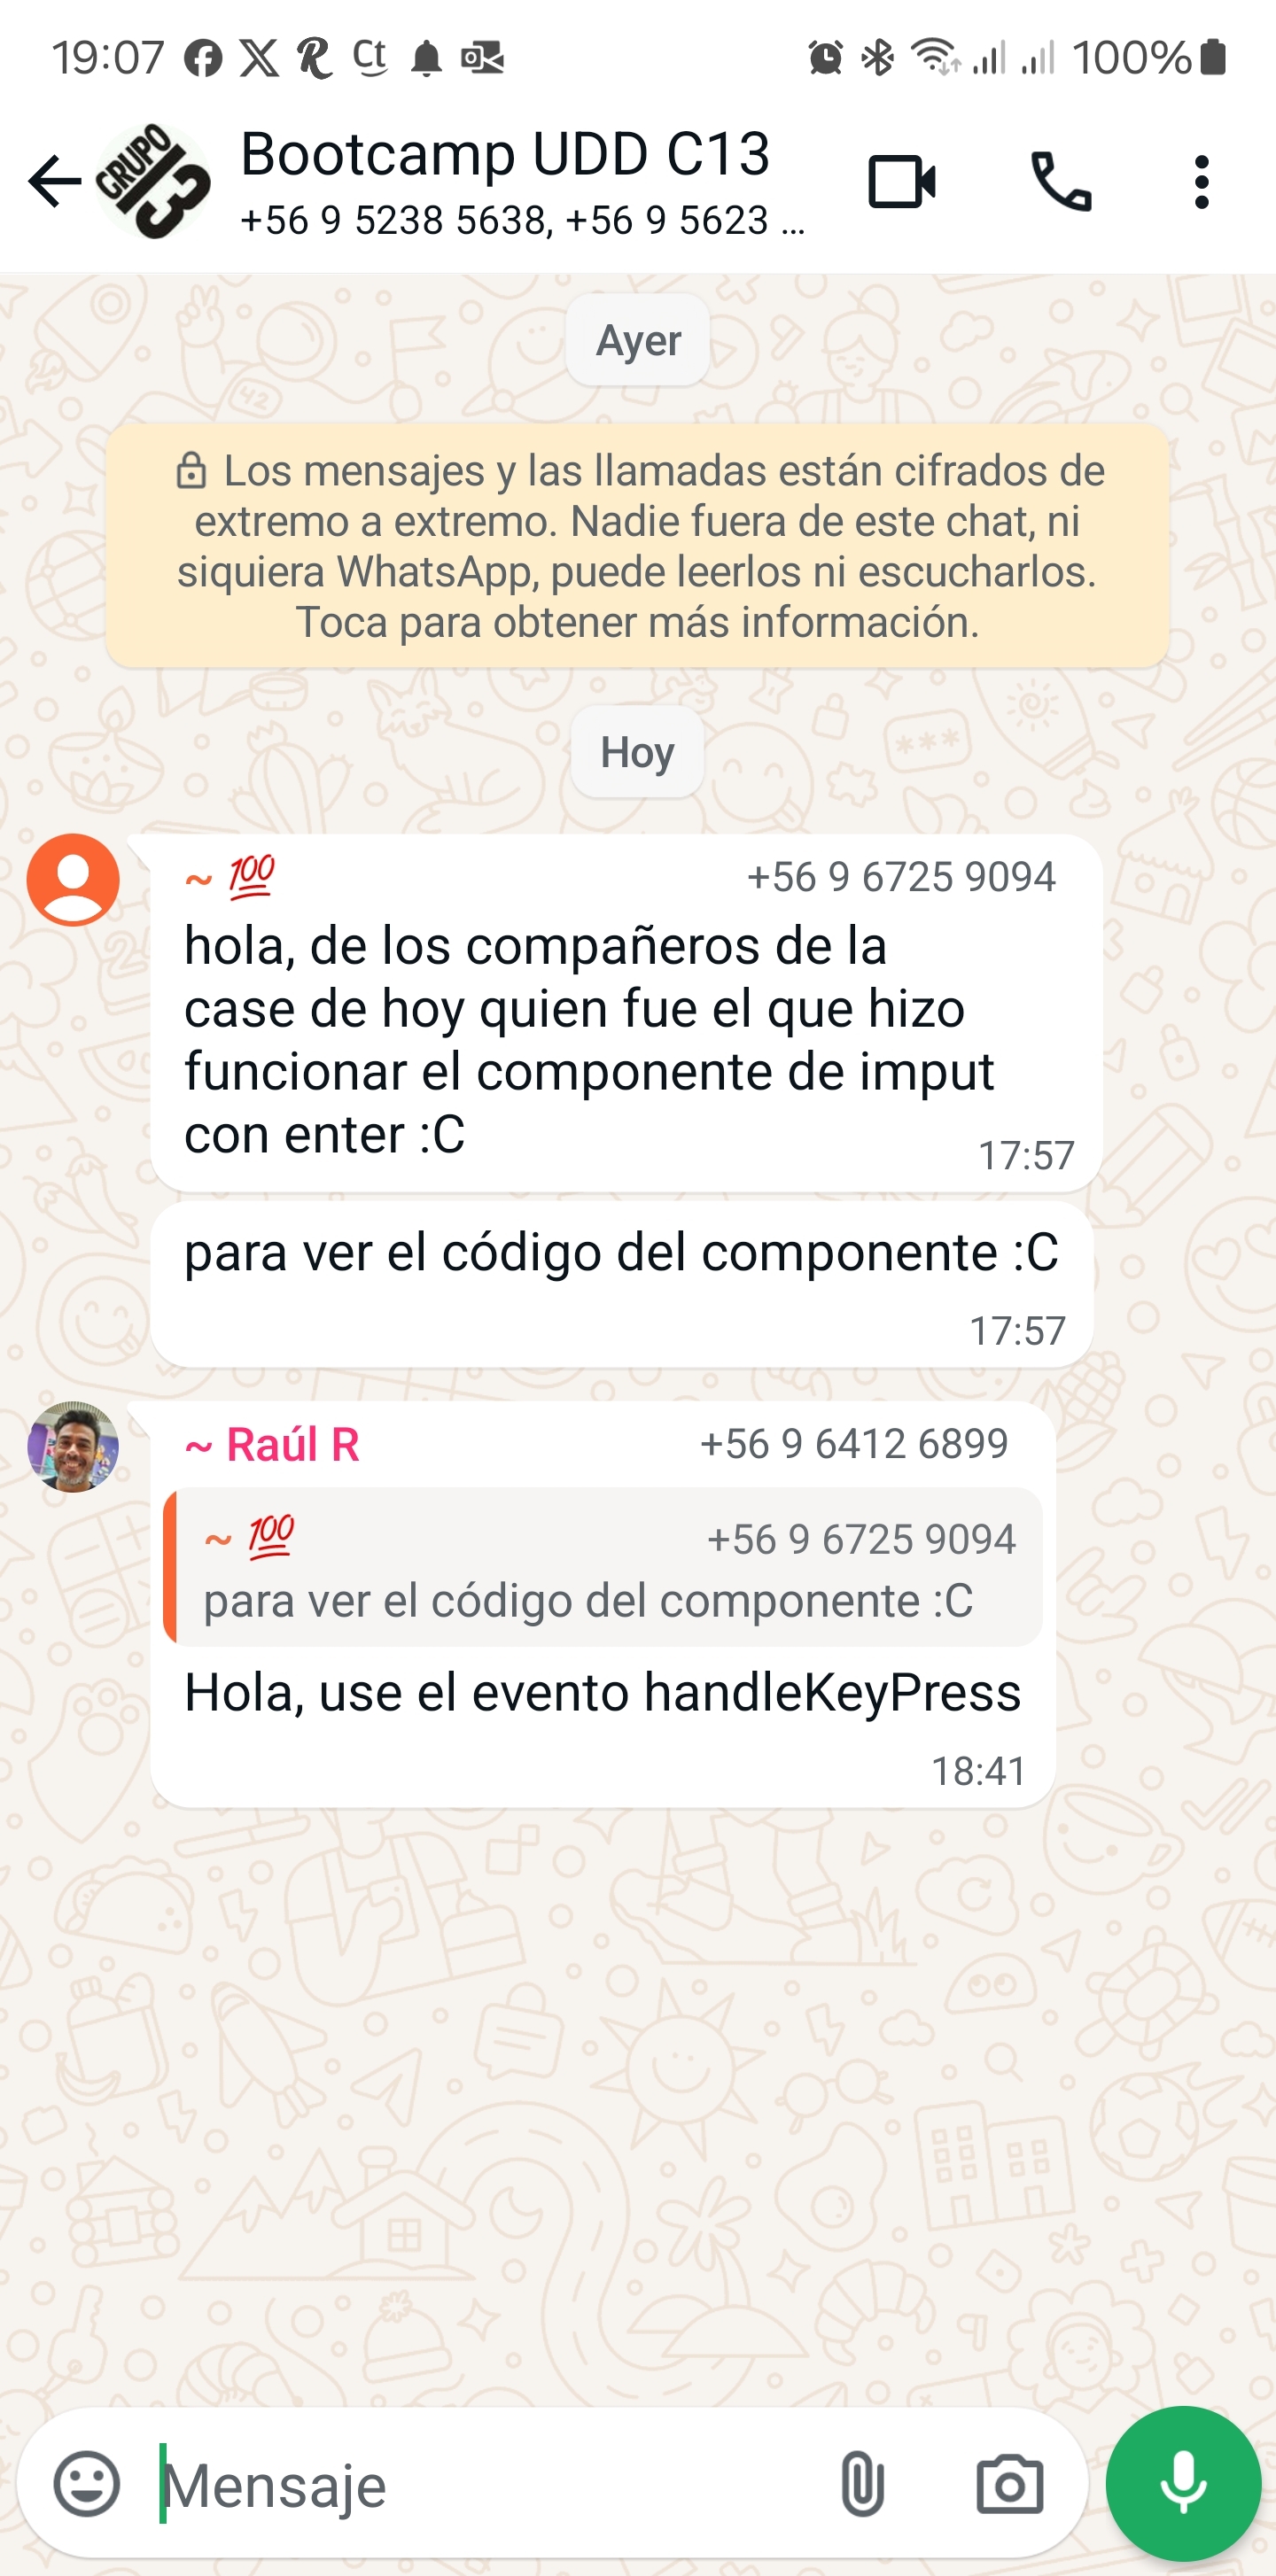 19:07
100%
GRUPO
13
Bootcamp UDD C13
+56 9 5238 5638, +56 9 5623 ...
Ayer
Los mensajes y las llamadas están cifrados de
extremo a extremo. Nadie fuera de este chat, ni
siquiera WhatsApp, puede leerlos ni escucharlos.
Toca para obtener más información.
Hoy
~ 💯 +56 9 6725 9094
hola, de los compañeros de la
case de hoy quien fue el que hizo
funcionar el componente de imput
con enter :C
17:57
para ver el código del componente :C
17:57
~ Raúl R +56 9 6412 6899
~ 💯 +56 9 6725 9094
para ver el código del componente :C
Hola, use el evento handleKeyPress
18:41
Mensaje